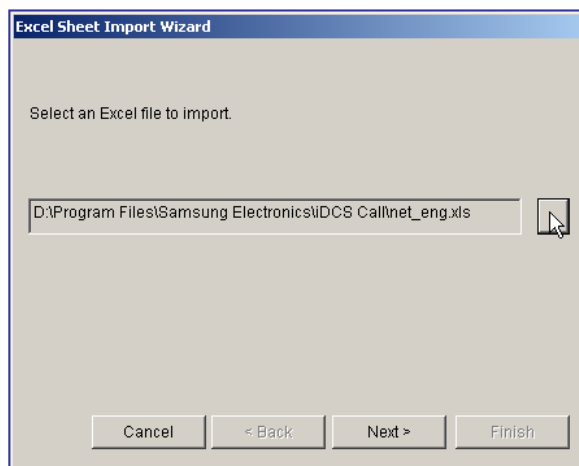 Excel Sheet Import Wizard
Select an Excel file to import.
D:\Program Files\Samsung Electronics\iDCS Call\net_eng.xls
Cancel
< Back
Next >
Finish